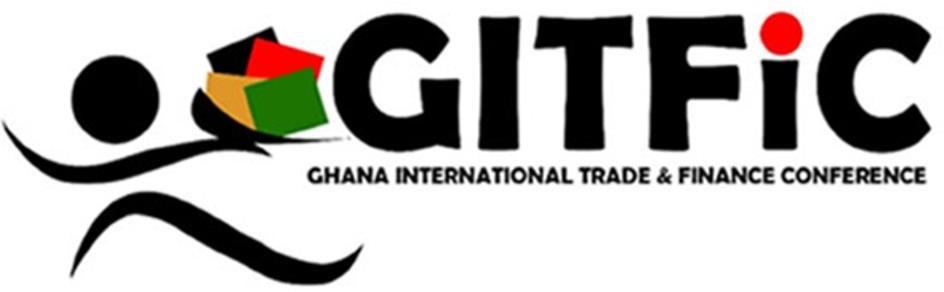 GITFiC
GHANA INTERNATIONAL TRADE & FINANCE CONFERENCE